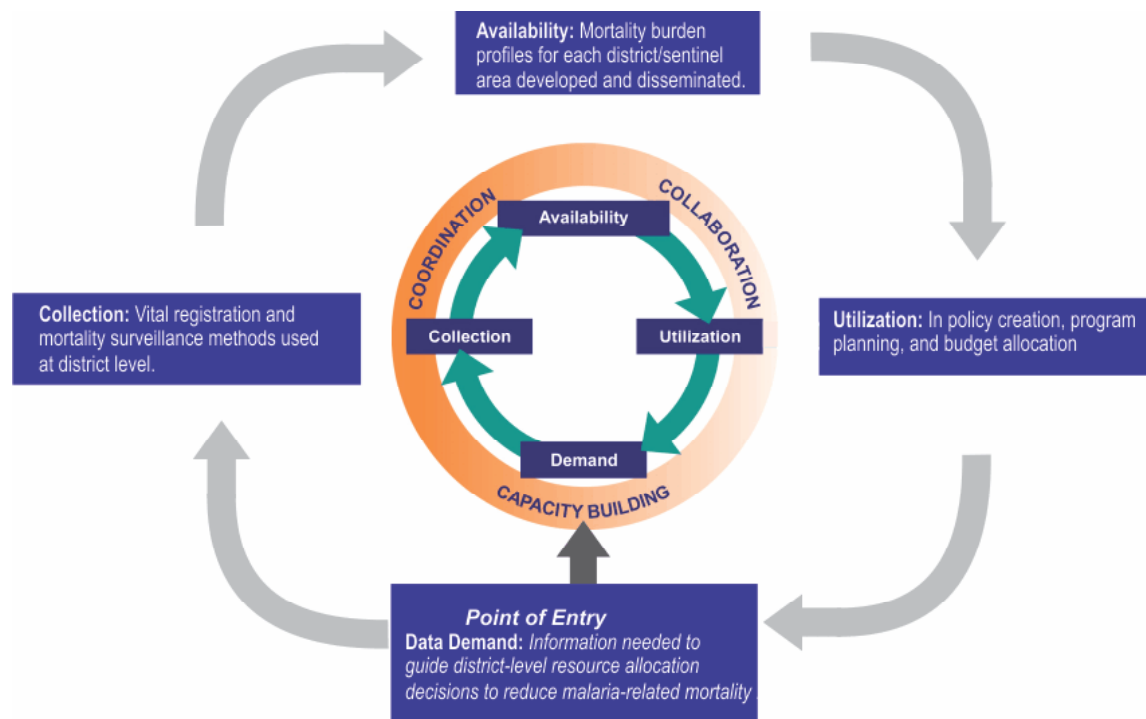 Availability: Mortality burden
profiles for each district/sentinel
area developed and disseminated.
COORDINATION
COLLABORATION
Availability
Collection: Vital registration and
mortality surveillance methods used
at district level.
Collection
Utilization
Utilization: In policy creation, program
planning, and budget allocation
Demand
CAPACITY BUILDING
Point of Entry
Data Demand: Information needed to
guide district-level resource allocation
decisions to reduce malaria-related mortality.